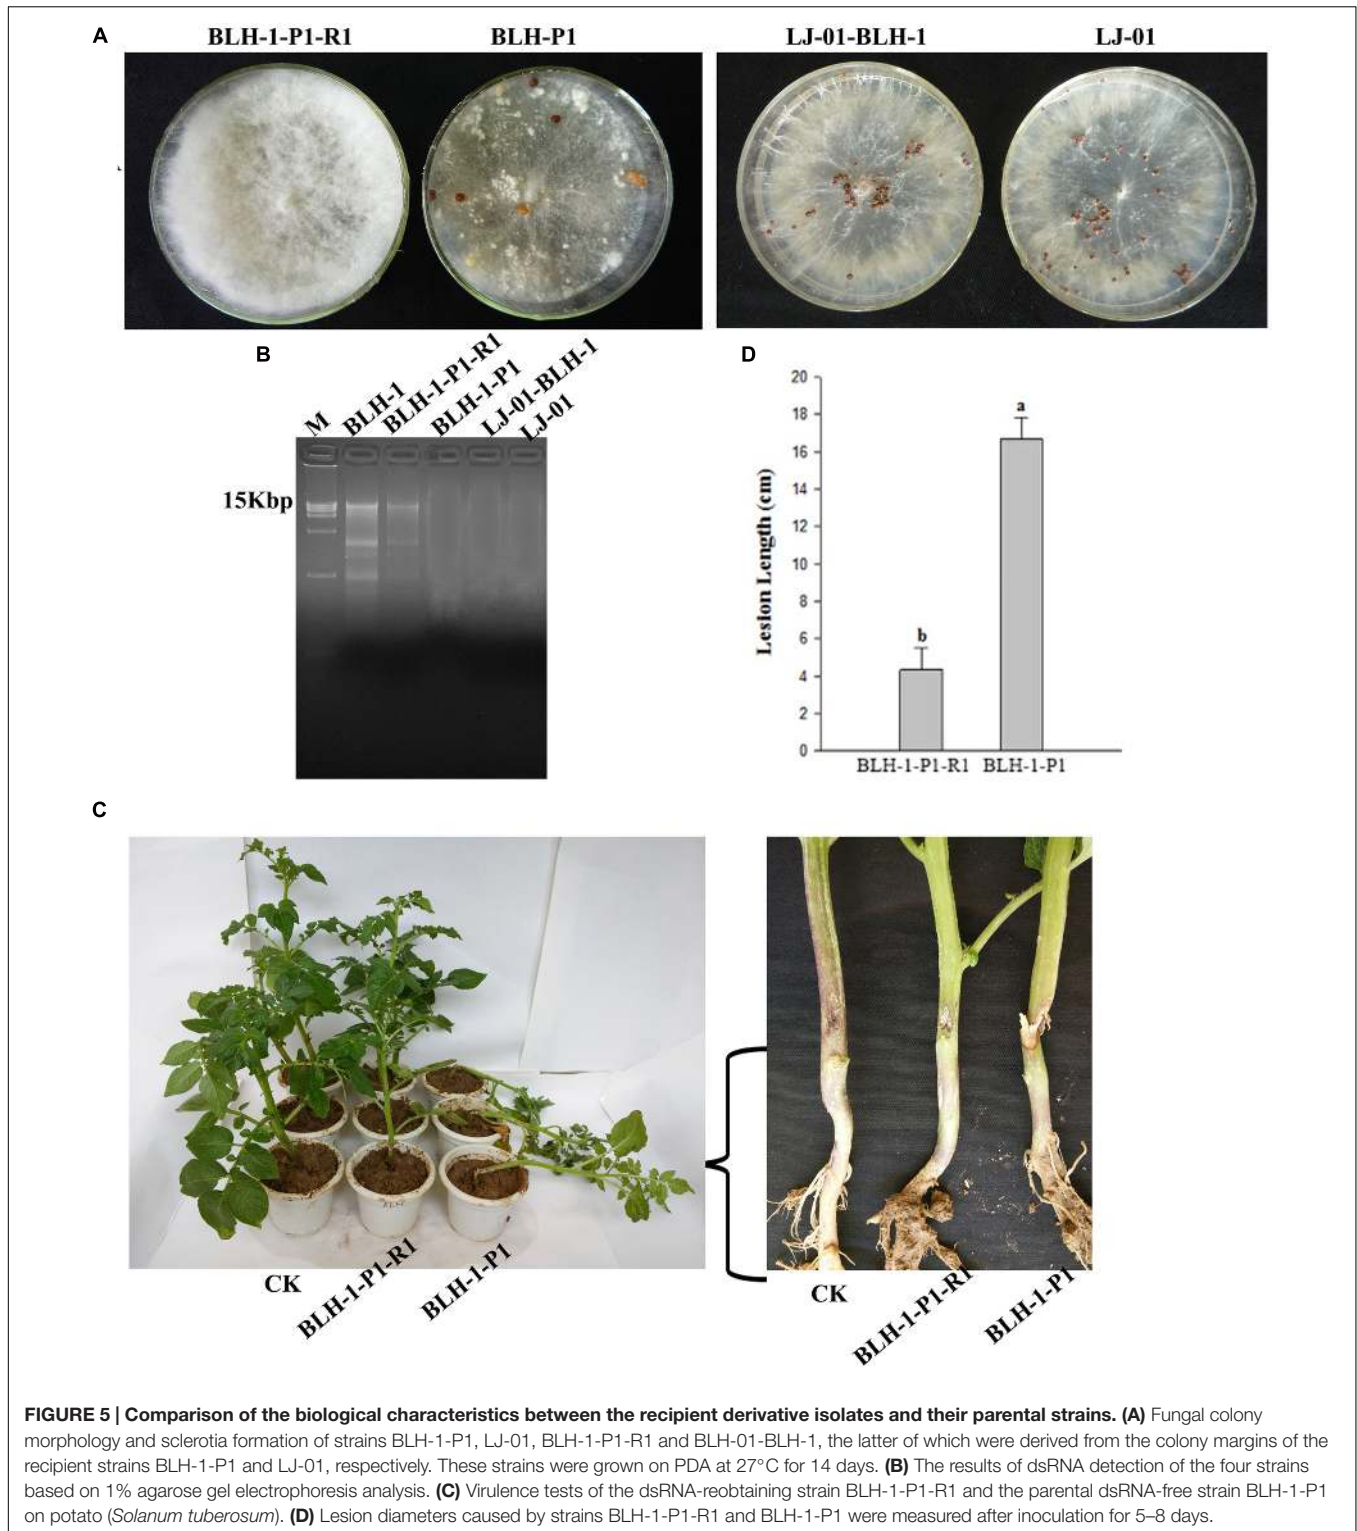 A
BLH-1-P1-R1 BLH-P1 LJ-01-BLH-1 LJ-01
B
M BLH-1 BLH-1-P1-R1 BLH-1-P1 LJ-01-BLH-1 LJ-01
15Kbp
D
20
18
16
14
12
10
8
6
4
2
0
Lesion Length (cm)
b
a
BLH-1-P1-R1 BLH-1-P1
C
CK BLH-1-P1-R1 BLH-1-P1
CK BLH-1-P1-R1 BLH-1-P1
FIGURE 5 | Comparison of the biological characteristics between the recipient derivative isolates and their parental strains. (A) Fungal colony
morphology and sclerotia formation of strains BLH-1-P1, LJ-01, BLH-1-P1-R1 and BLH-01-BLH-1, the latter of which were derived from the colony margins of the
recipient strains BLH-1-P1 and LJ-01, respectively. These strains were grown on PDA at 27°C for 14 days. (B) The results of dsRNA detection of the four strains
based on 1% agarose gel electrophoresis analysis. (C) Virulence tests of the dsRNA-reobtaining strain BLH-1-P1-R1 and the parental dsRNA-free strain BLH-1-P1
on potato (Solanum tuberosum). (D) Lesion diameters caused by strains BLH-1-P1-R1 and BLH-1-P1 were measured after inoculation for 5–8 days.